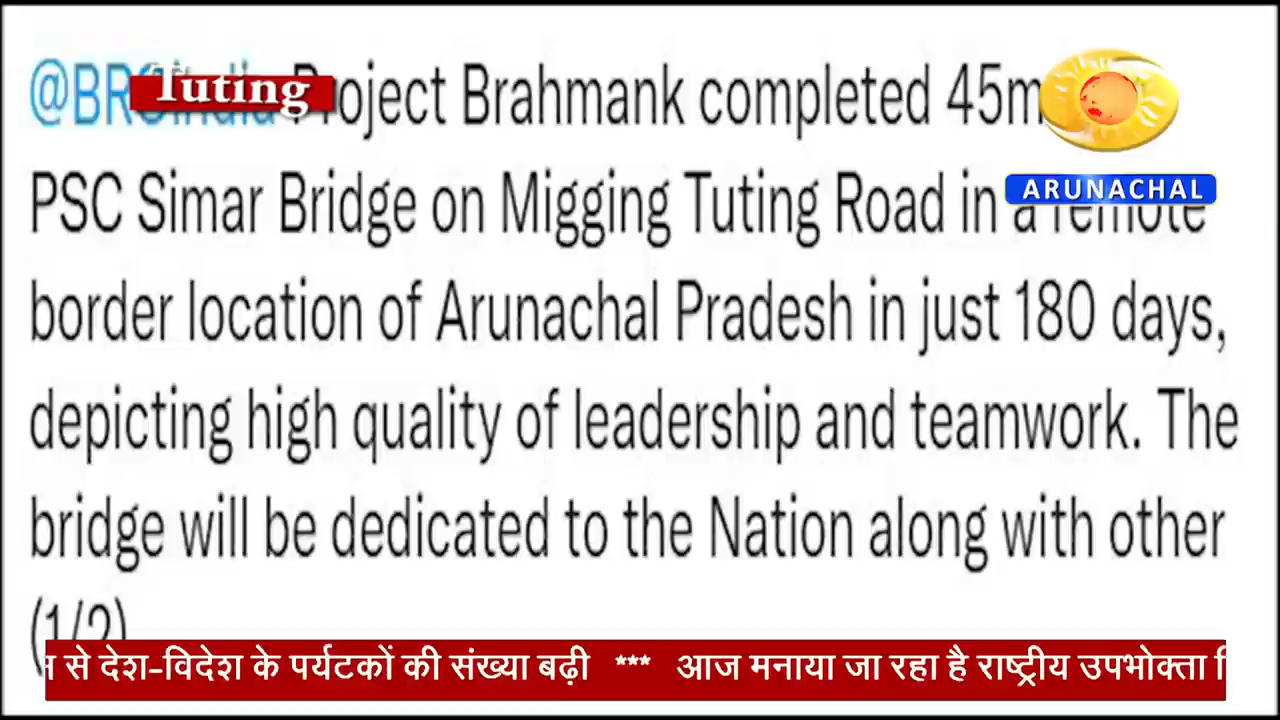 Tuting
Project Brahmank completed 45m
ARUNACHAL
PSC Simar Bridge on Migging Tuting Road in a remote
border location of Arunachal Pradesh in just 180 days,
depicting high quality of leadership and teamwork. The
bridge will be dedicated to the Nation along with other
(1/2)
से देश-विदेश के पर्यटकों की संख्या बढ़ी *** आज मनाया जा रहा है राष्ट्रीय उपभोक्ता